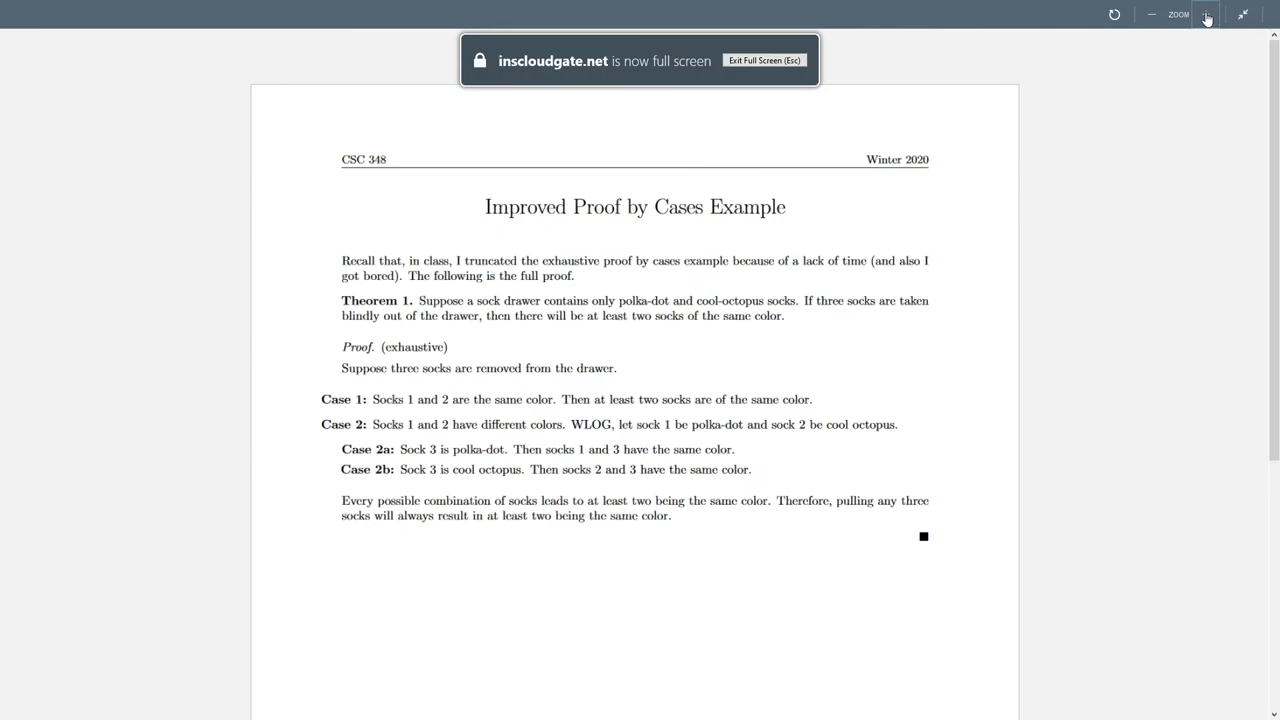 ZOOM
inscloudgate.net is now full screen Exit Full Screen (Esc)
CSC 348 Winter 2020
Improved Proof by Cases Example
Recall that, in class, I truncated the exhaustive proof by cases example because of a lack of time (and also I
got bored). The following is the full proof.
Theorem 1. Suppose a sock drawer contains only polka-dot and cool-octopus socks. If three socks are taken
blindly out of the drawer, then there will be at least two socks of the same color.
Proof. (exhaustive)
Suppose three socks are removed from the drawer.
Case 1: Socks 1 and 2 are the same color. Then at least two socks are of the same color.
Case 2: Socks 1 and 2 have different colors. WLOG, let sock 1 be polka-dot and sock 2 be cool octopus.
Case 2a: Sock 3 is polka-dot. Then socks 1 and 3 have the same color.
Case 2b: Sock 3 is cool octopus. Then socks 2 and 3 have the same color.
Every possible combination of socks leads to at least two being the same color. Therefore, pulling any three
socks will always result in at least two being the same color.